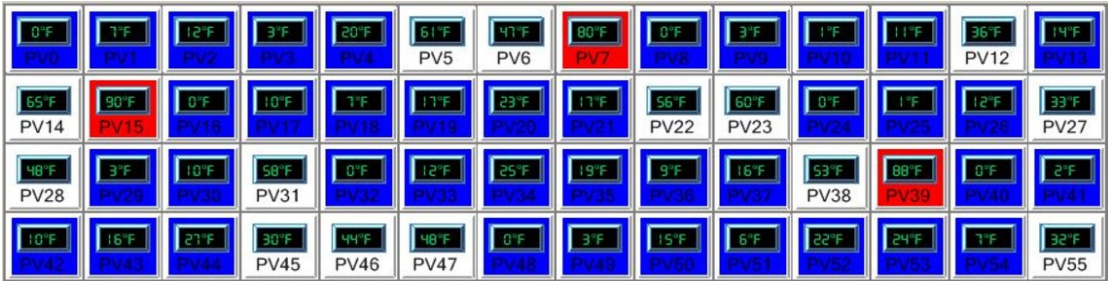 0°F 7°F 12°F 3°F 20°F 61°F 47°F 80°F 0°F 3°F 1°F 11°F 36°F 14°F
PV0 PV1 PV2 PV3 PV4 PV5 PV6 PV7 PV8 PV9 PV10 PV11 PV12 PV13
65°F 90°F 0°F 10°F 7°F 17°F 23°F 17°F 56°F 60°F 0°F 1°F 12°F 33°F
PV14 PV15 PV16 PV17 PV18 PV19 PV20 PV21 PV22 PV23 PV24 PV25 PV26 PV27
48°F 3°F 10°F 58°F 0°F 12°F 25°F 19°F 9°F 16°F 53°F 88°F 0°F 2°F
PV28 PV29 PV30 PV31 PV32 PV33 PV34 PV35 PV36 PV37 PV38 PV39 PV40 PV41
10°F 16°F 27°F 30°F 44°F 48°F 0°F 3°F 15°F 6°F 22°F 24°F 7°F 32°F
PV42 PV43 PV44 PV45 PV46 PV47 PV48 PV49 PV50 PV51 PV52 PV53 PV54 PV55